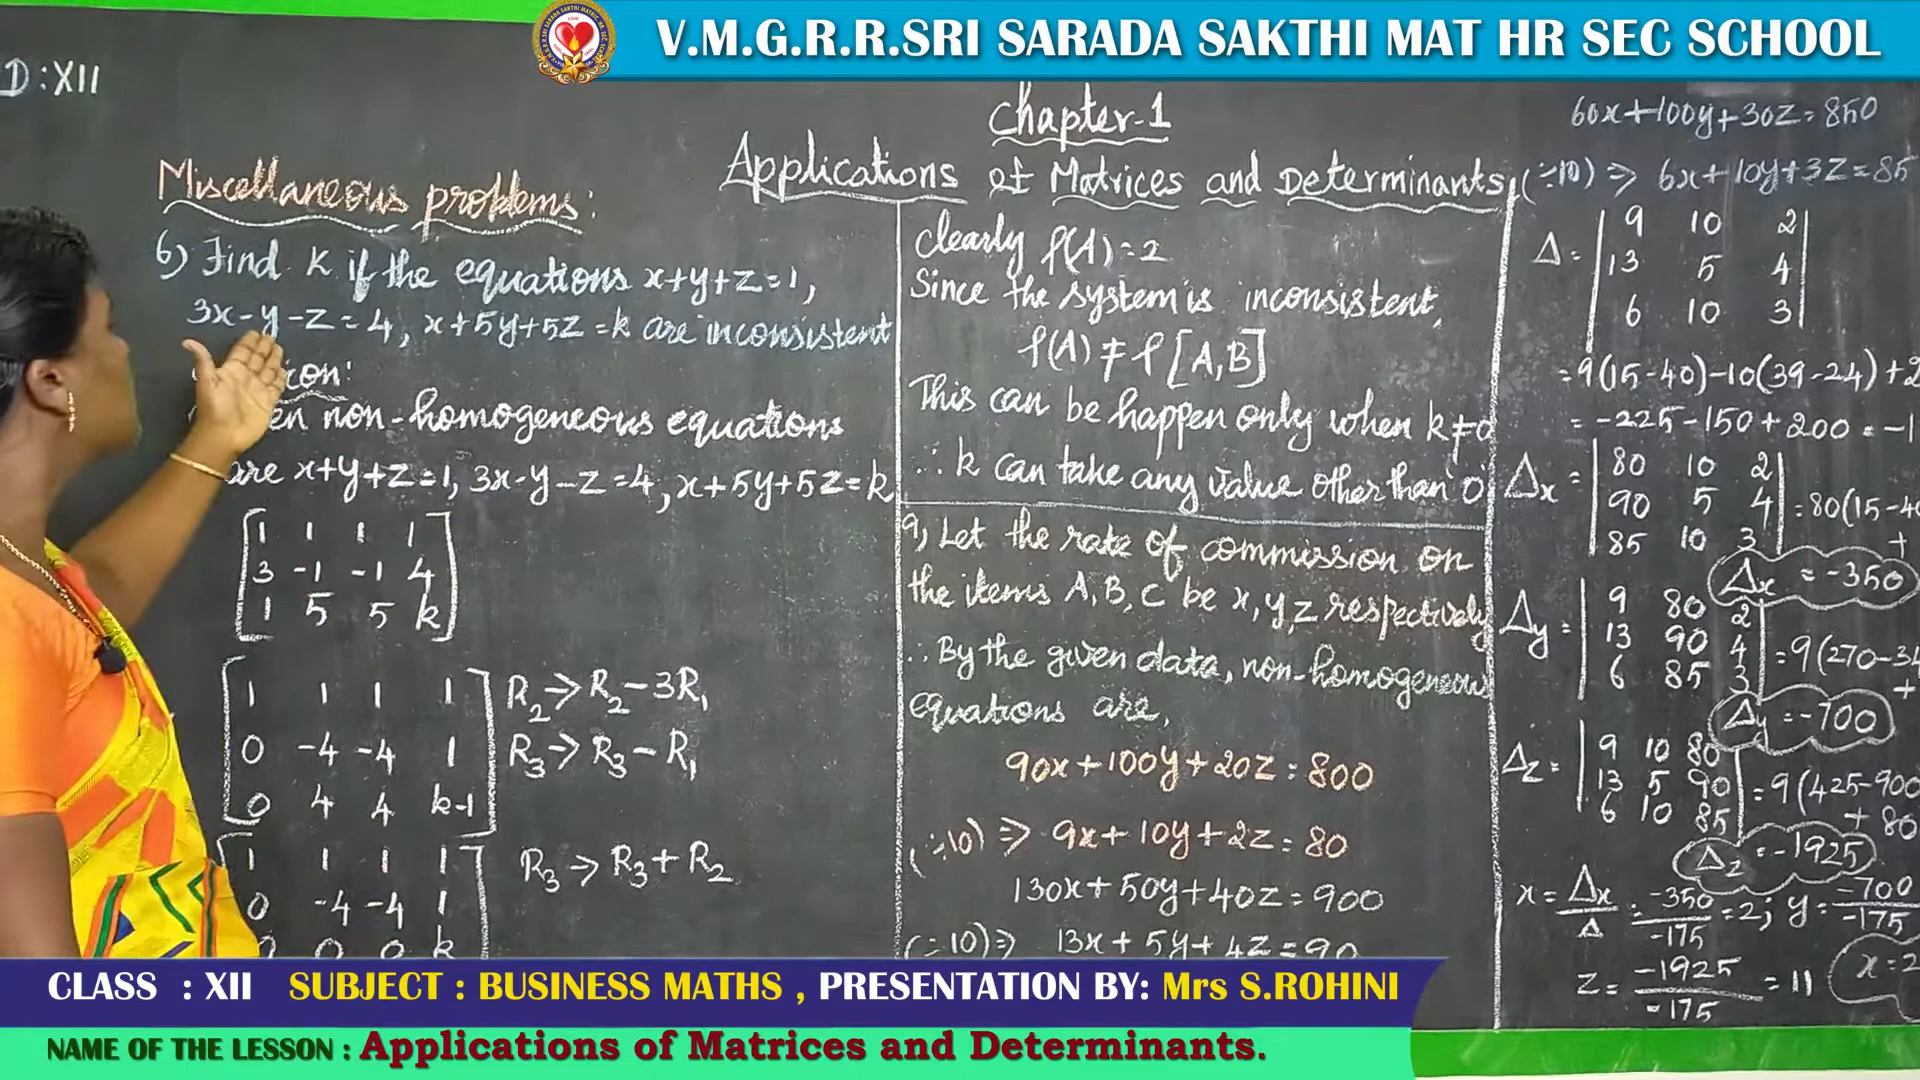 V.M.G.R.R.SRI SARADA SAKTHI MAT HR SEC SCHOOL
D:XII
Chapter-1
Applications of Matrices and Determinants
Miscellaneous problems:
6) Find k if the equations x+y+z=1,
3x-y-z=4, x+5y+5z=k are inconsistent
non-homogeneous equations
are x+y+z=1, 3x-y-z=4, x+5y+5z=k
1 1 1 1
3 -1 -1 4
1 5 5 k
1 1 1 1 R2→R2-3R1
0 -4 -4 1 R3→R3-R1
0 4 4 k-1
1 1 1 1 R3→R3+R2
0 -4 -4 1
0 0 0 k
Clearly ρ(A)=2
Since the system is inconsistent,
ρ(A)≠ρ[A,B]
This can be happen only when k≠0
∴ k can take any value other than 0
9, Let the rate of commission on
the items A, B, C be x, y, z respectively
∴ By the given data, non-homogeneous
equations are,
90x+100y+20z=800
(÷10) ⇒ 9x+10y+2z=80
130x+50y+40z=900
(÷10)⇒ 13x+5y+4z=90
60x+100y+30z=850
(÷10) ⇒ 6x+10y+3z=85
Δ= | 9 10 2 |
13 5 4
6 10 3
=9(15-40)-10(39-24)+2
=-225-150+200=-1
Δx = | 80 10 2 |
90 5 4 =80(15-40
85 10 3 +
Δx = -350
Δy = | 9 80 2 |
13 90 4 =9(270-34
6 85 3 +
Δy = -700
Δz= | 9 10 80 |
13 5 90 =9(425-900
6 10 85 +80
Δz =-1925
x=Δx/Δ = -350/-175 =2; y= -700/-175
z= -1925/-175 =11
x=2
CLASS : XII SUBJECT : BUSINESS MATHS , PRESENTATION BY: Mrs S.ROHINI
NAME OF THE LESSON : Applications of Matrices and Determinants.